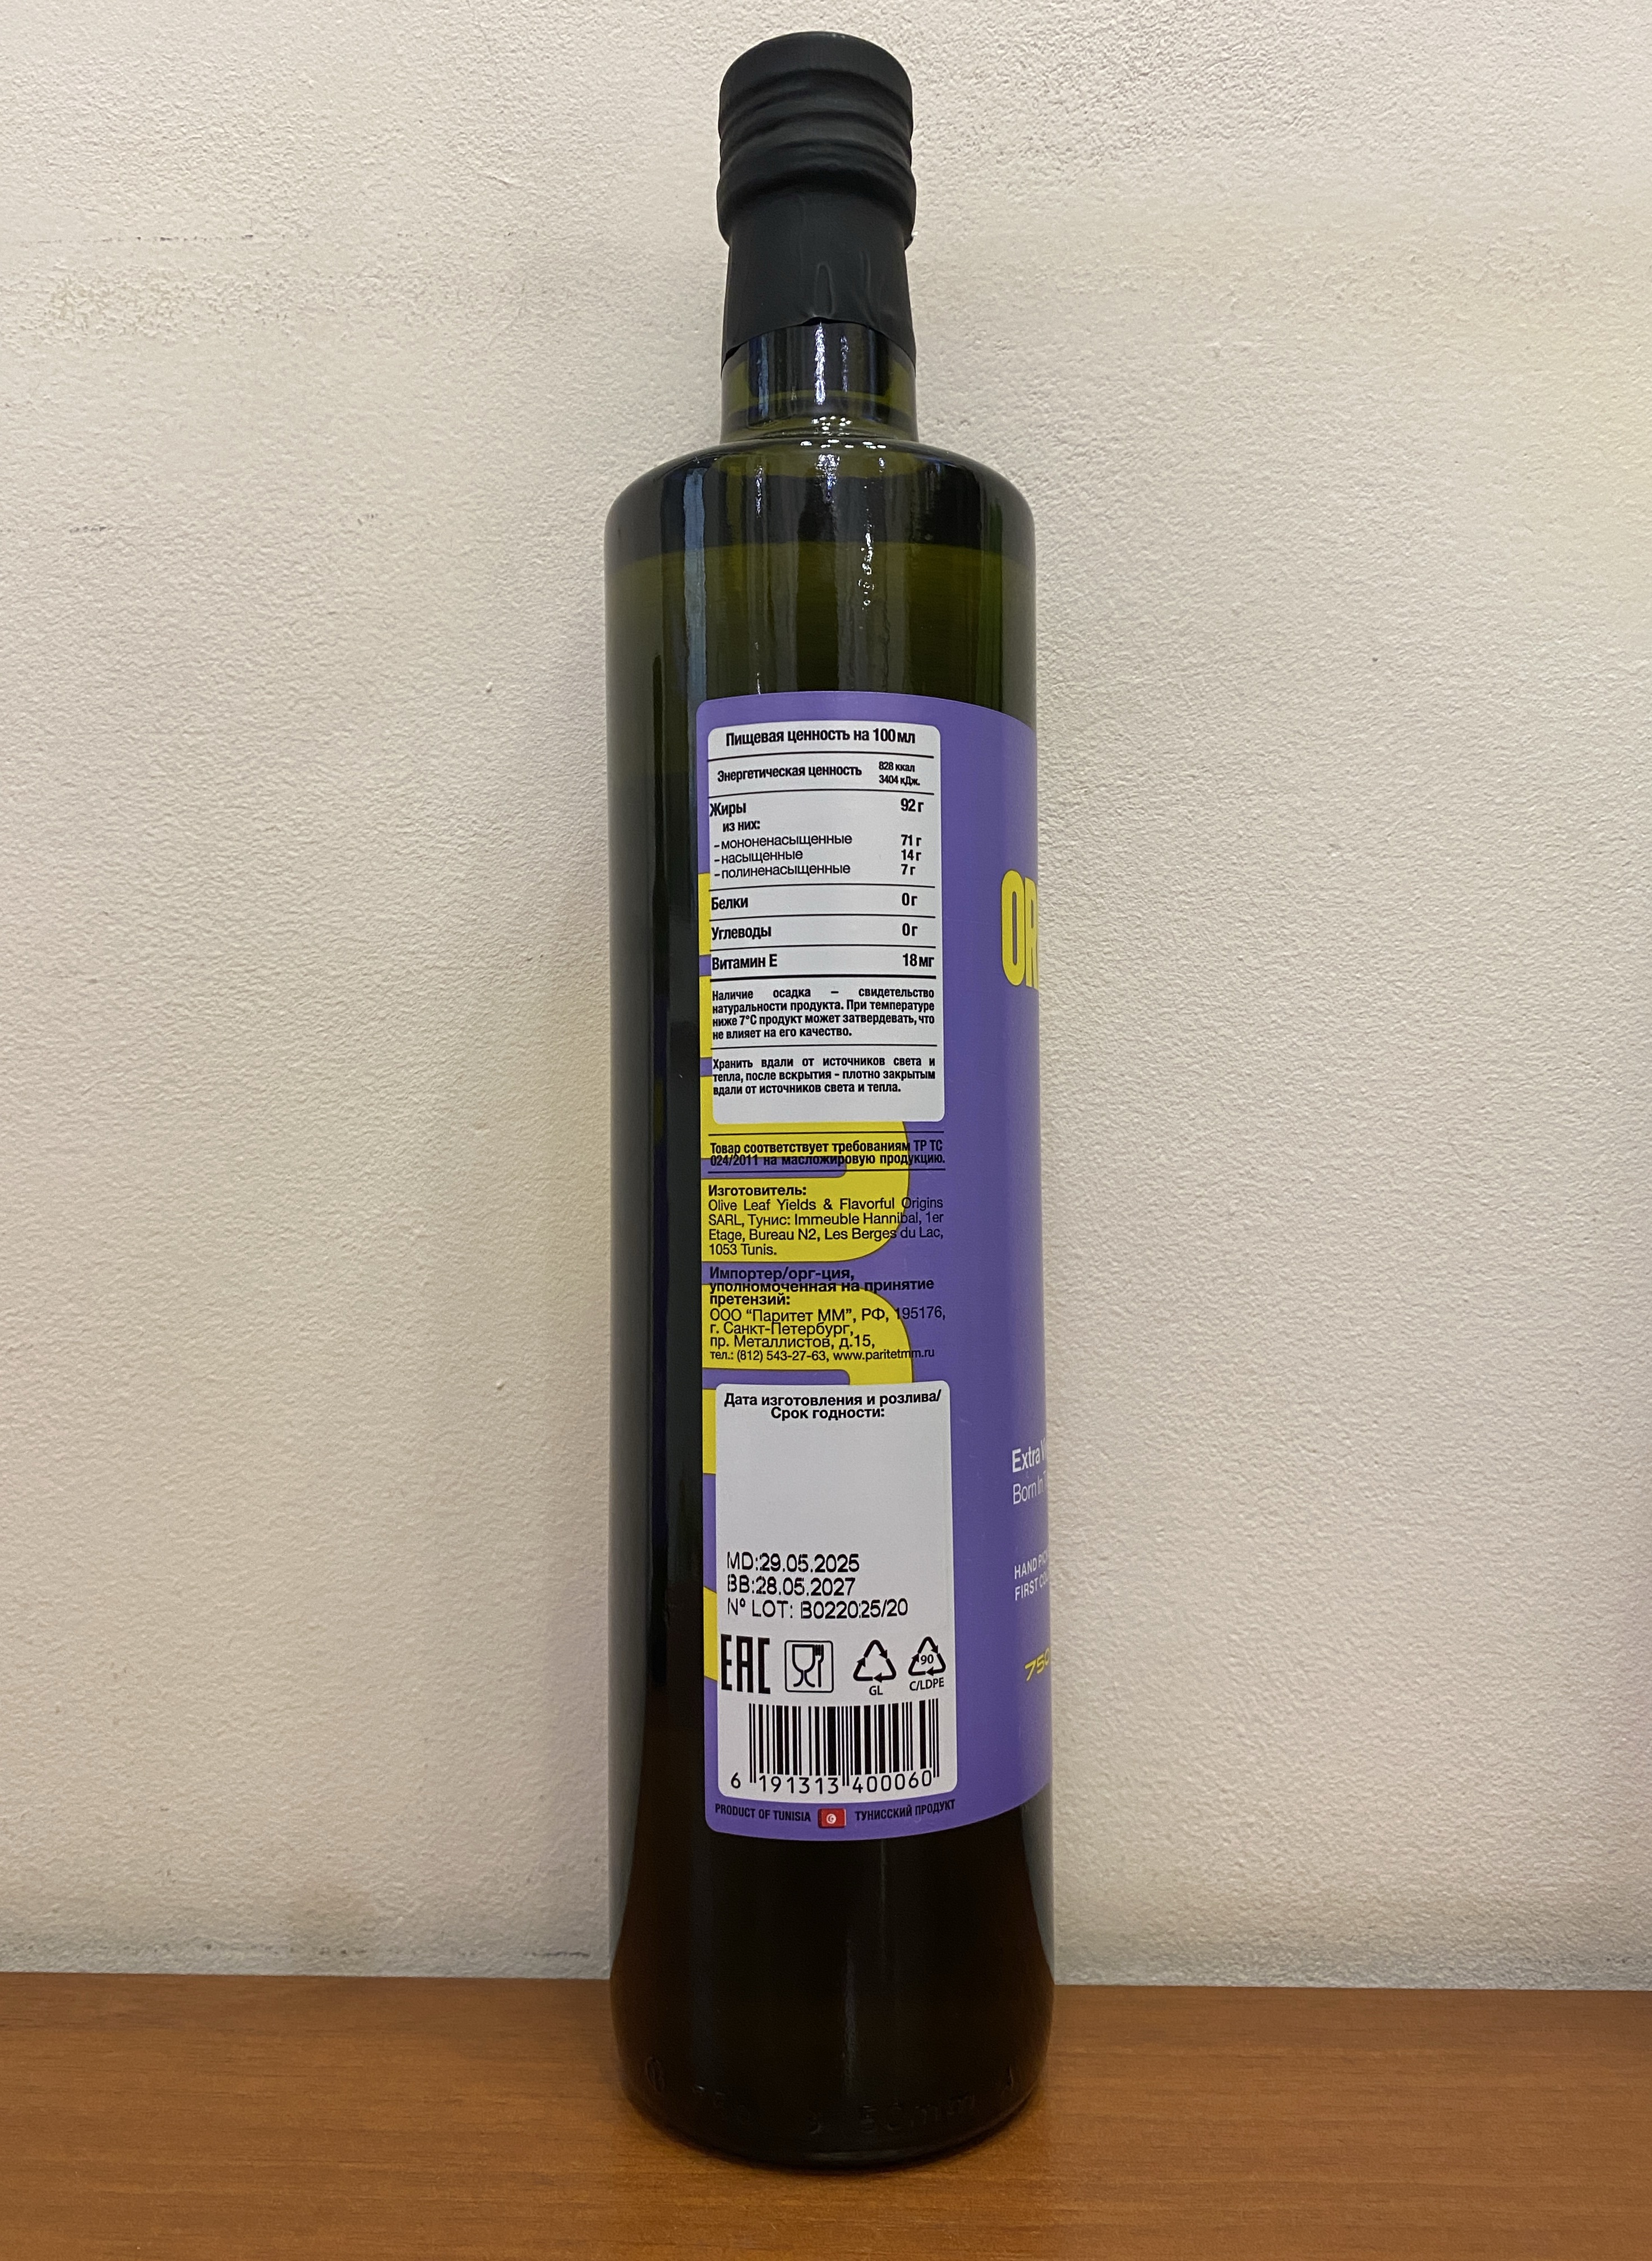 Пищевая ценность на 100 мл
Энергетическая ценность 828 ккал
3404 кДж.
Жиры 92 г
из них:
- мононенасыщенные 71 г
- насыщенные 14 г
- полиненасыщенные 7 г
Белки 0 г
Углеводы 0 г
Витамин Е 18 мг
Наличие осадка – свидетельство
натуральности продукта. При температуре
ниже 7°C продукт может затвердевать, что
не влияет на его качество.
Хранить вдали от источников света и
тепла, после вскрытия - плотно закрытым
вдали от источников света и тепла.
Товар соответствует требованиям ТР ТС
024/2011 на масложировую продукцию.
Изготовитель:
Olive Leaf Yields & Flavorful Origins
SARL, Тунис: Immeuble Hannibal, 1er
Etage, Bureau N2, Les Berges du Lac,
1053 Tunis.
Импортер/орг-ция,
уполномоченная на принятие
претензий:
ООО “Паритет ММ”, РФ, 195176,
г. Санкт-Петербург,
пр. Металлистов, д.15,
тел.: (812) 543-27-63, www.paritetmm.ru
Дата изготовления и розлива/
Срок годности:
MD:29.05.2025
BB:28.05.2027
N° LOT: B022025/20
EAC
GL
90
C/LDPE
6 191313 400060
PRODUCT OF TUNISIA ТУНИССКИЙ ПРОДУКТ
Extra
Born In
HAND
FIRST
750